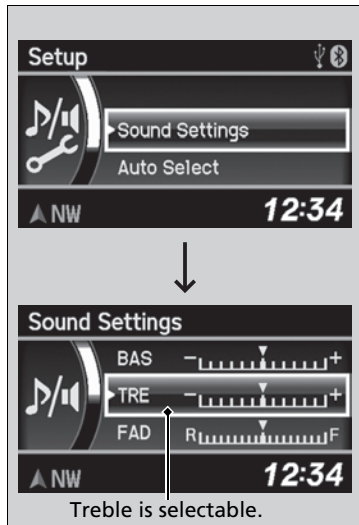 Setup
Sound Settings
Auto Select
NW
12:34
Sound Settings
BAS − +
TRE − +
FAD R F
NW
12:34
Treble is selectable.